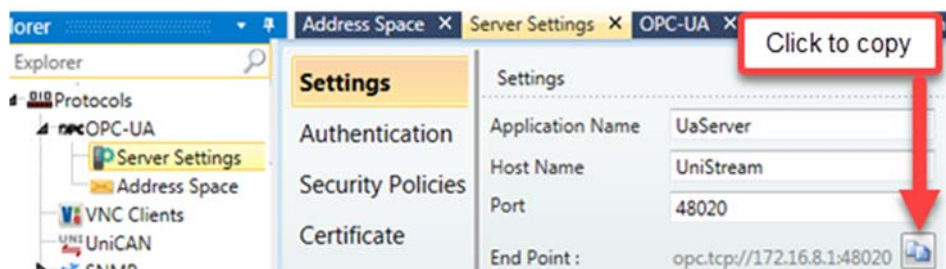 lorer
Address Space X
Server Settings X
OPC-UA X
Click to copy
Explorer
Protocols
OPC-UA
Server Settings
Address Space
VNC Clients
UNI UniCAN
SNMP
Settings
Authentication
Security Policies
Certificate
Settings
Application Name UaServer
Host Name UniStream
Port 48020
End Point : opc.tcp://172.16.8.1:48020